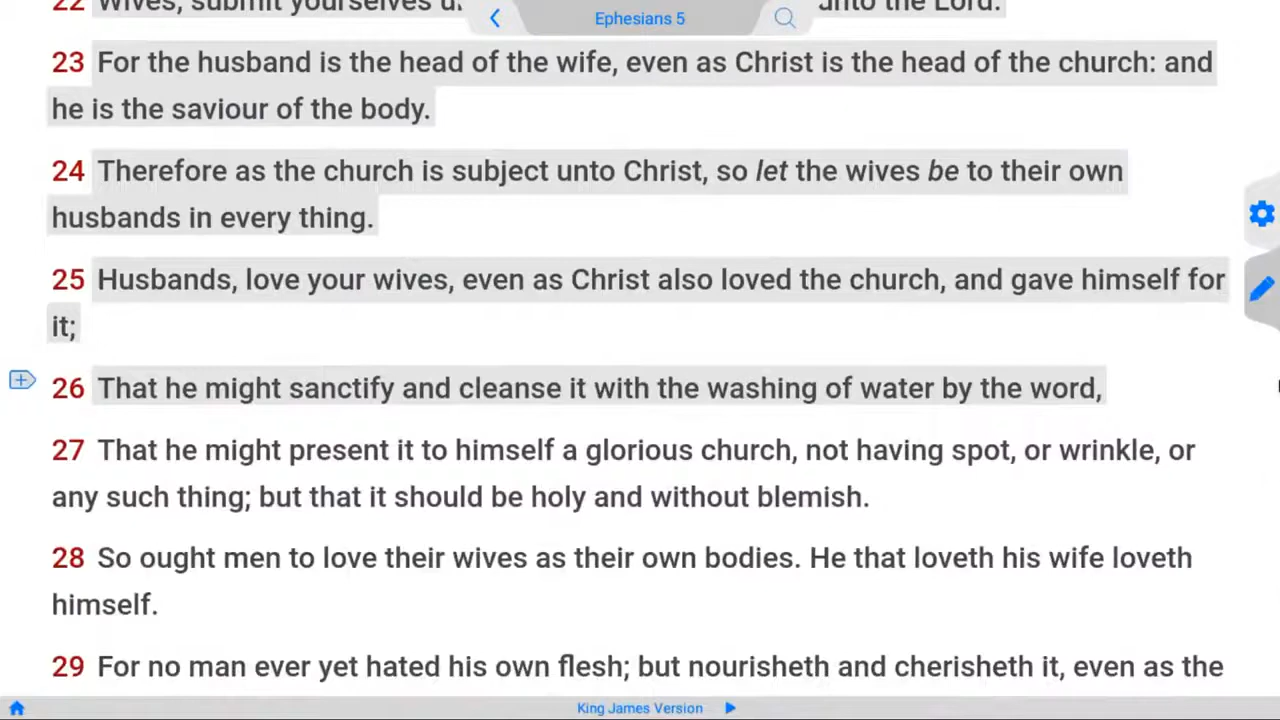 22 Wives, submit yourselves unto the Lord.
Ephesians 5
23 For the husband is the head of the wife, even as Christ is the head of the church: and
he is the saviour of the body.
24 Therefore as the church is subject unto Christ, so let the wives be to their own
husbands in every thing.
25 Husbands, love your wives, even as Christ also loved the church, and gave himself for
it;
26 That he might sanctify and cleanse it with the washing of water by the word,
27 That he might present it to himself a glorious church, not having spot, or wrinkle, or
any such thing; but that it should be holy and without blemish.
28 So ought men to love their wives as their own bodies. He that loveth his wife loveth
himself.
29 For no man ever yet hated his own flesh; but nourisheth and cherisheth it, even as the
King James Version